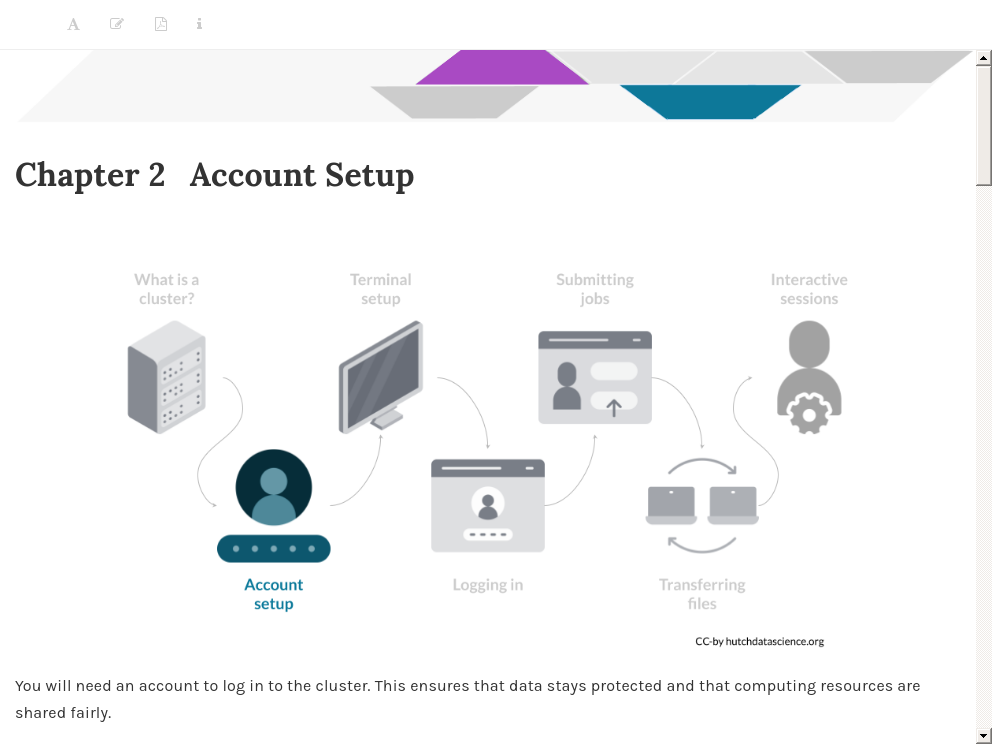 Chapter 2 Account Setup
What is a
cluster?
Terminal
setup
Submitting
jobs
Interactive
sessions
Account
setup
Logging in
Transferring
files
CC-by hutchdatascience.org
You will need an account to log in to the cluster. This ensures that data stays protected and that computing resources are
shared fairly.